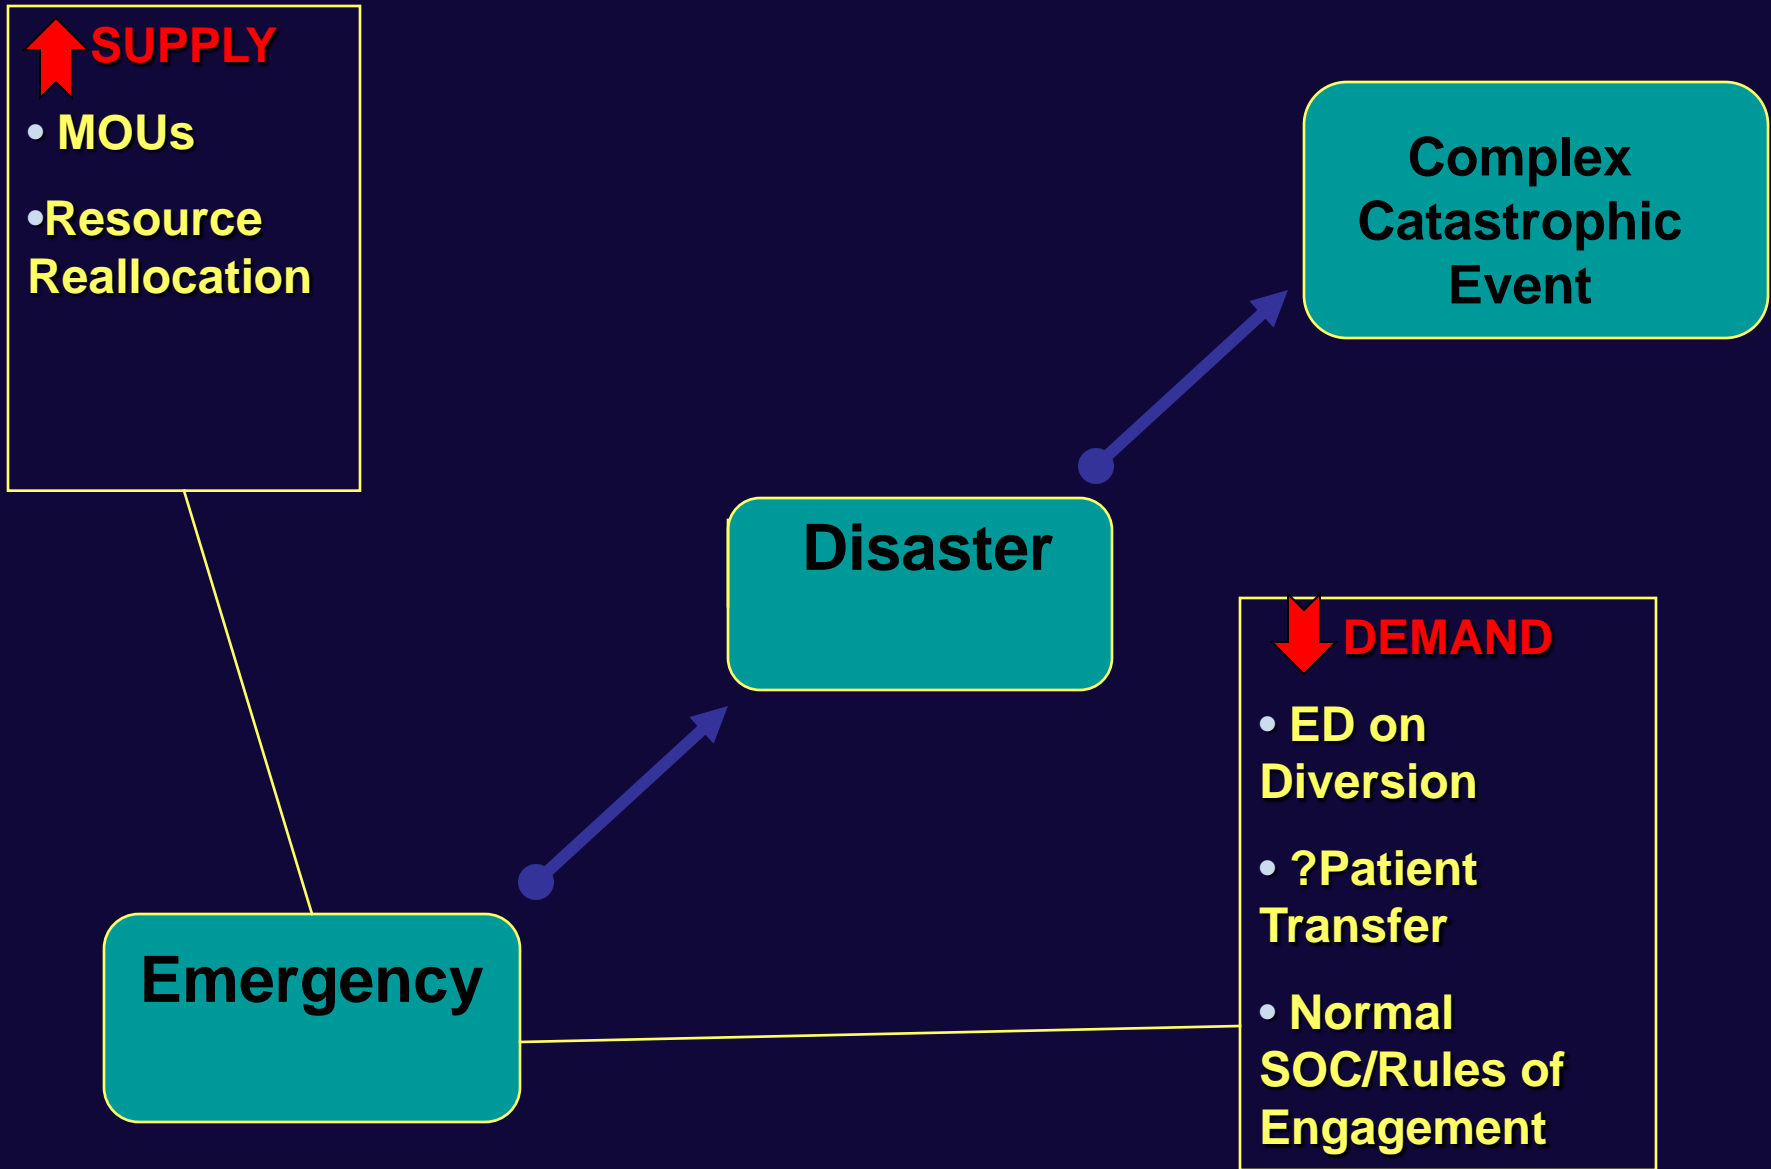 SUPPLY
• MOUs
•Resource
Reallocation
Complex
Catastrophic
Event
Disaster
DEMAND
• ED on
Diversion
• ?Patient
Transfer
• Normal
SOC/Rules of
Engagement
Emergency